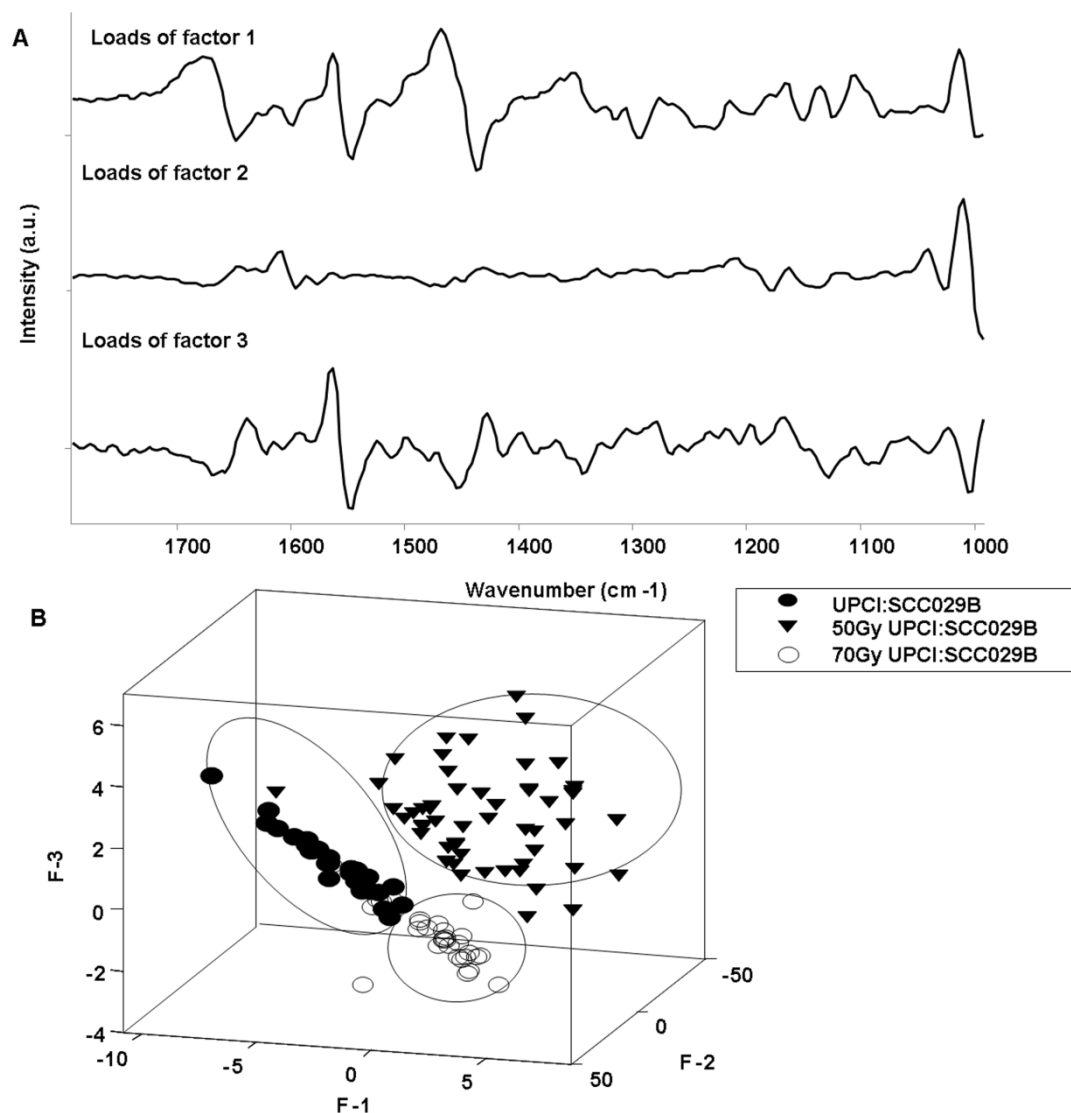 A
Loads of factor 1
Loads of factor 2
Loads of factor 3
Intensity (a.u.)
1700 1600 1500 1400 1300 1200 1100 1000
Wavenumber (cm -1)
B
UPCI:SCC029B
50Gy UPCI:SCC029B
70Gy UPCI:SCC029B
6
4
2
0
-2
-4
F-3
-10 -5 0 5
F-1
50 0 -50
F-2